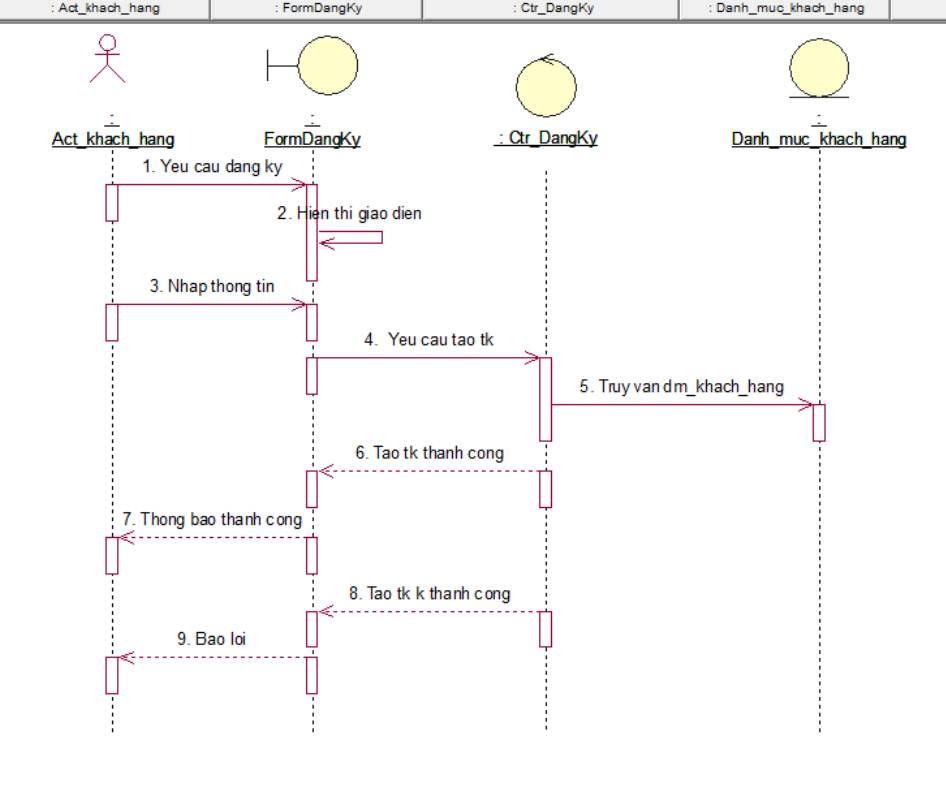 : Act_khach_hang
: FormDangKy
: Ctr_DangKy
: Danh_muc_khach_hang
:
Act_khach_hang
:
FormDangKy
: Ctr_DangKy
:
Danh_muc_khach_hang
1. Yeu cau dang ky
2. Hien thi giao dien
3. Nhap thong tin
4. Yeu cau tao tk
5. Truy van dm_khach_hang
6. Tao tk thanh cong
7. Thong bao thanh cong
8. Tao tk k thanh cong
9. Bao loi